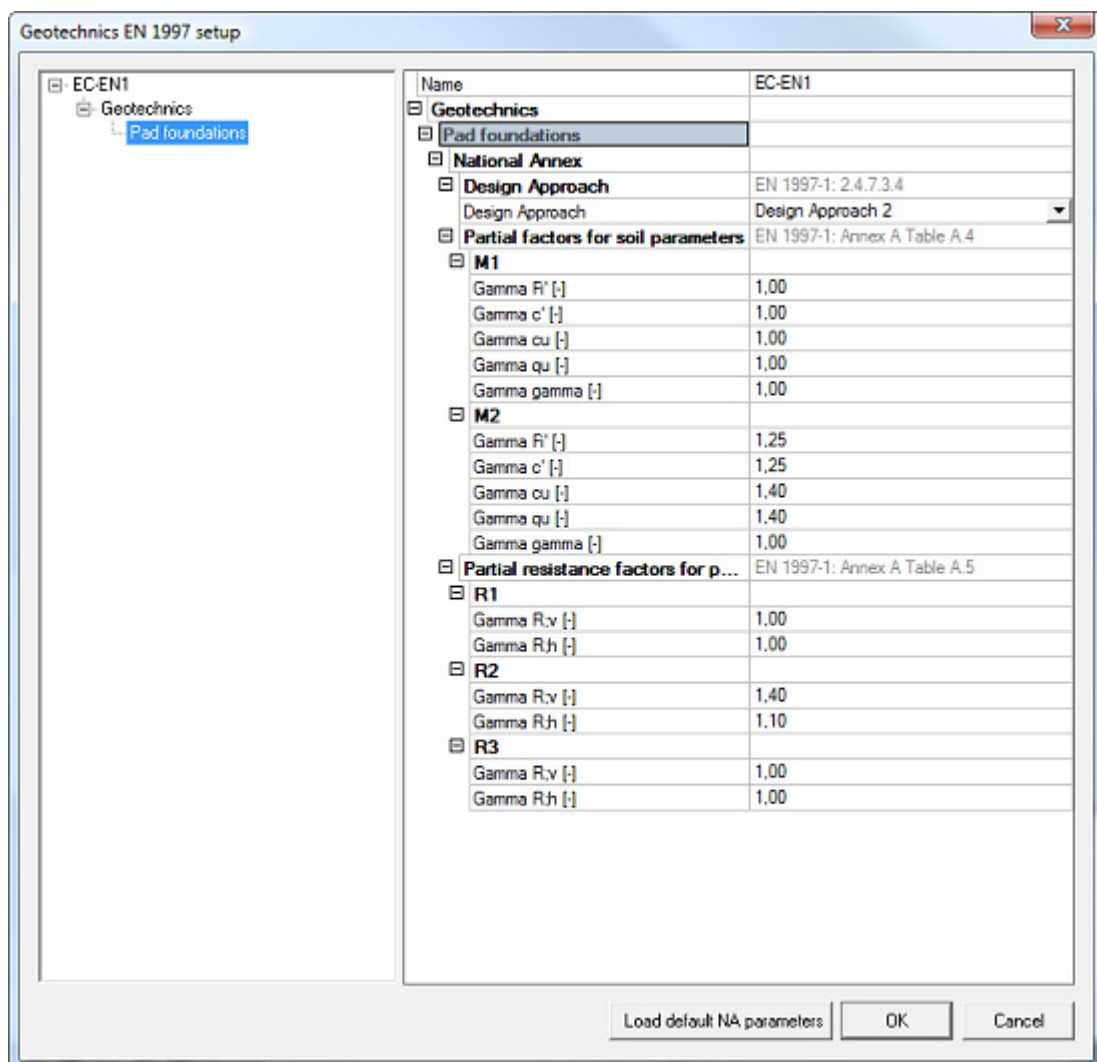 Geotechnics EN 1997 setup
EC-EN1
Geotechnics
Pad foundations
Name EC-EN1
Geotechnics
Pad foundations
National Annex
Design Approach EN 1997-1: 2.4.7.3.4
Design Approach Design Approach 2
Partial factors for soil parameters EN 1997-1: Annex A Table A.4
M1
Gamma Fi' [-] 1,00
Gamma c' [-] 1,00
Gamma cu [-] 1,00
Gamma qu [-] 1,00
Gamma gamma [-] 1,00
M2
Gamma Fi' [-] 1,25
Gamma c' [-] 1,25
Gamma cu [-] 1,40
Gamma qu [-] 1,40
Gamma gamma [-] 1,00
Partial resistance factors for p... EN 1997-1: Annex A Table A.5
R1
Gamma R;v [-] 1,00
Gamma R;h [-] 1,00
R2
Gamma R;v [-] 1,40
Gamma R;h [-] 1,10
R3
Gamma R;v [-] 1,00
Gamma R;h [-] 1,00
Load default NA parameters OK Cancel